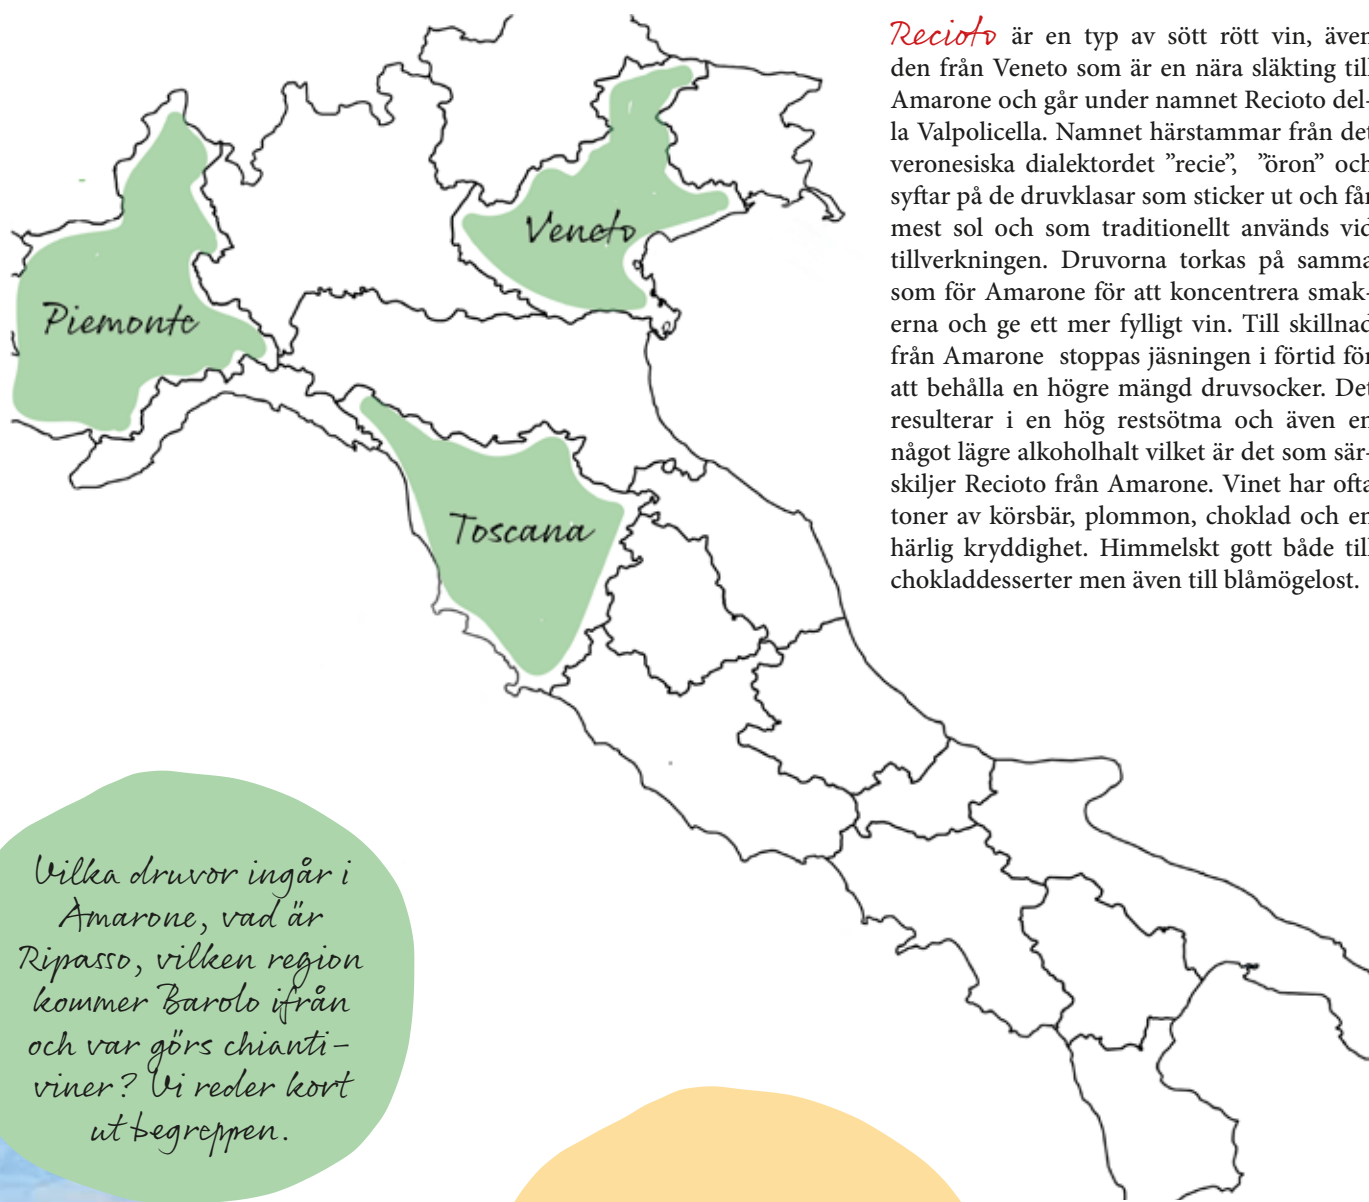 Recioto är en typ av sött rött vin, även
den från Veneto som är en nära släkting till
Amarone och går under namnet Recioto del-
la Valpolicella. Namnet härstammar från det
veronesiska dialektordet ”recie”, ”öron” och
syftar på de druvklasar som sticker ut och får
mest sol och som traditionellt används vid
tillverkningen. Druvorna torkas på samma
som för Amarone för att koncentrera smak-
erna och ge ett mer fylligt vin. Till skillnad
från Amarone stoppas jäsningen i förtid för
att behålla en högre mängd druvsocker. Det
resulterar i en hög restsötma och även en
något lägre alkoholhalt vilket är det som sär-
skiljer Recioto från Amarone. Vinet har ofta
toner av körsbär, plommon, choklad och en
härlig kryddighet. Himmelskt gott både till
chokladdesserter men även till blåmögelost.
Veneto
Piemonte
Toscana
Vilka druvor ingår i
Amarone, vad är
Ripasso, vilken region
kommer Barolo ifrån
och var görs chianti-
viner? Vi reder kort
ut begreppen.